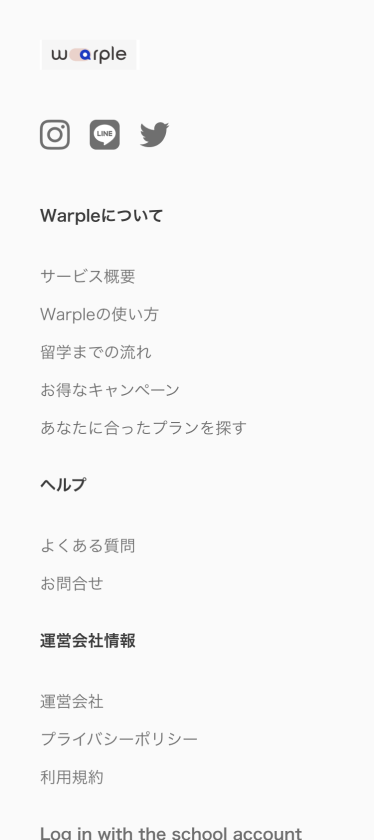 warple
LINE
Warpleについて
サービス概要
Warpleの使い方
留学までの流れ
お得なキャンペーン
あなたに合ったプランを探す
ヘルプ
よくある質問
お問合せ
運営会社情報
運営会社
プライバシーポリシー
利用規約
Log in with the school account